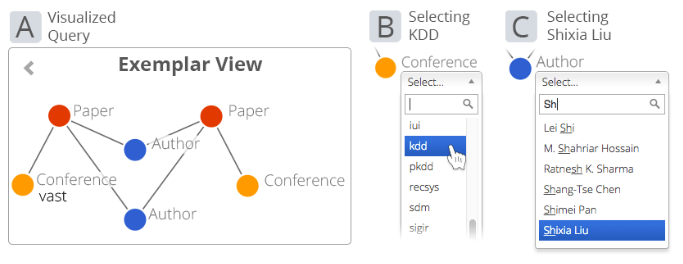 A Visualized
Query
Exemplar View
Paper
Paper
Author
Conference
vast
Conference
Author
B Selecting
KDD
Conference
Select...
iui
kdd
pkdd
recsys
sdm
sigir
C Selecting
Shixia Liu
Author
Select...
Sh
Lei Shi
M. Shahriar Hossain
Ratnesh K. Sharma
Shang-Tse Chen
Shimei Pan
Shixia Liu